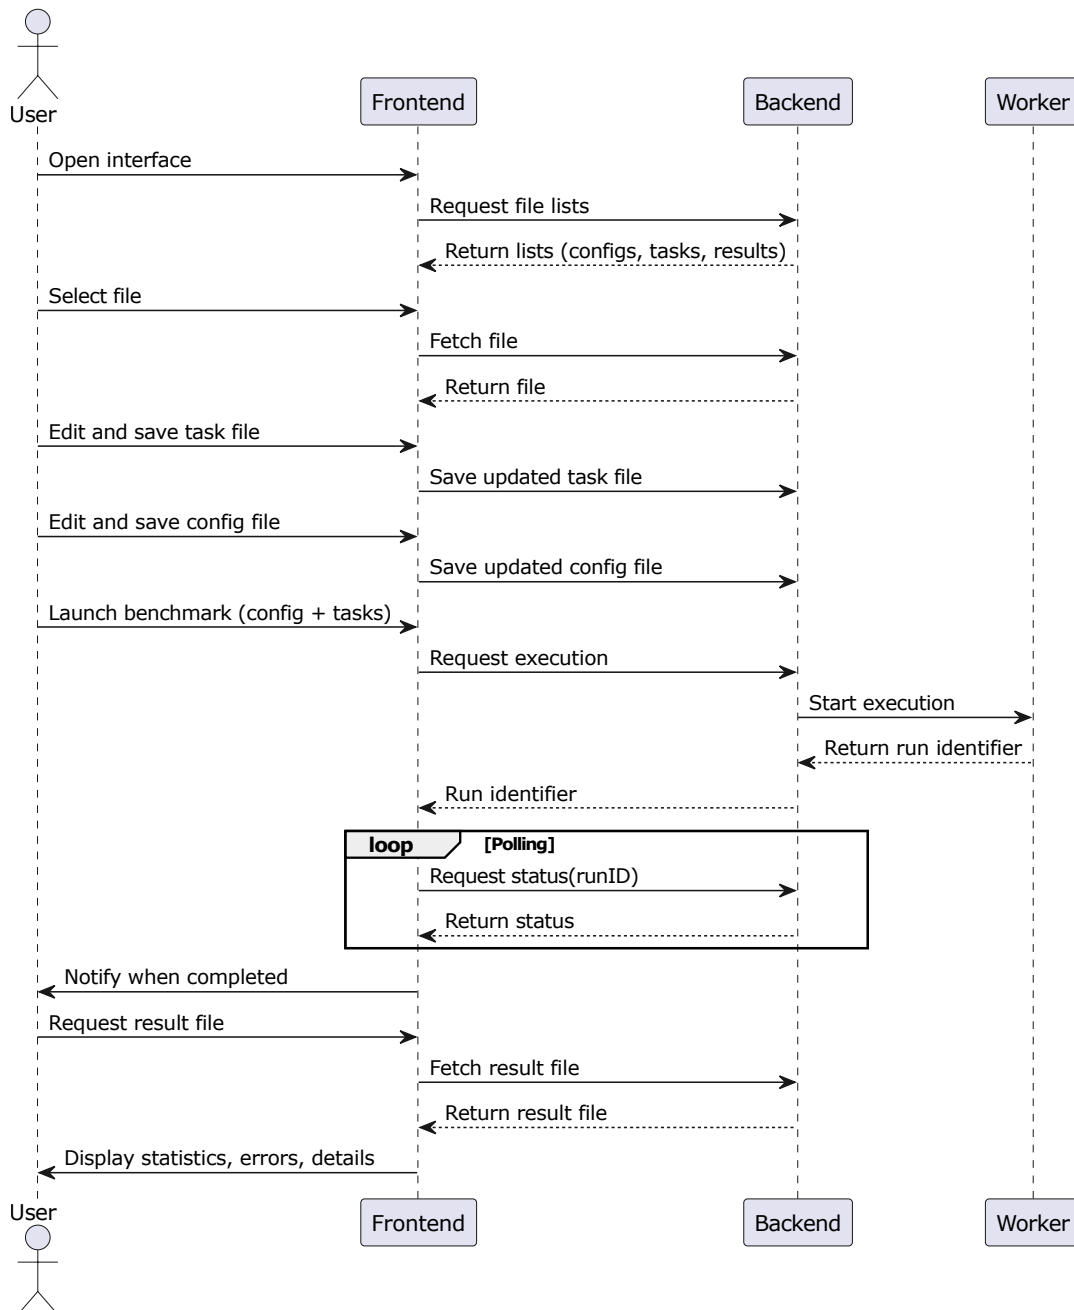 User
Frontend
Backend
Worker
Open interface
Request file lists
Return lists (configs, tasks, results)
Select file
Fetch file
Return file
Edit and save task file
Save updated task file
Edit and save config file
Save updated config file
Launch benchmark (config + tasks)
Request execution
Start execution
Return run identifier
Run identifier
loop
[Polling]
Request status(runID)
Return status
Notify when completed
Request result file
Fetch result file
Return result file
Display statistics, errors, details
User
Frontend
Backend
Worker